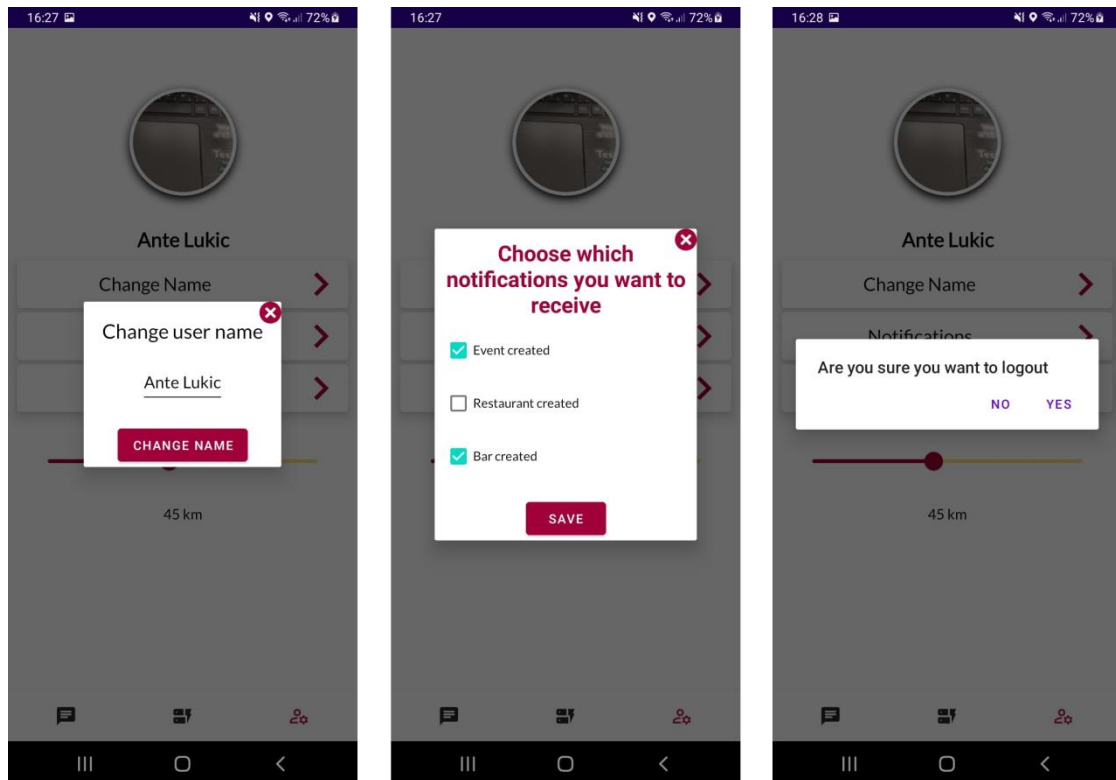 16:27
72%
Ante Lukic
Change Name
Change user name
Ante Lukic
CHANGE NAME
45 km
16:27
72%
Choose which
notifications you want to
receive
Event created
Restaurant created
Bar created
SAVE
16:28
72%
Ante Lukic
Change Name
Notifications
Are you sure you want to logout
NO YES
45 km